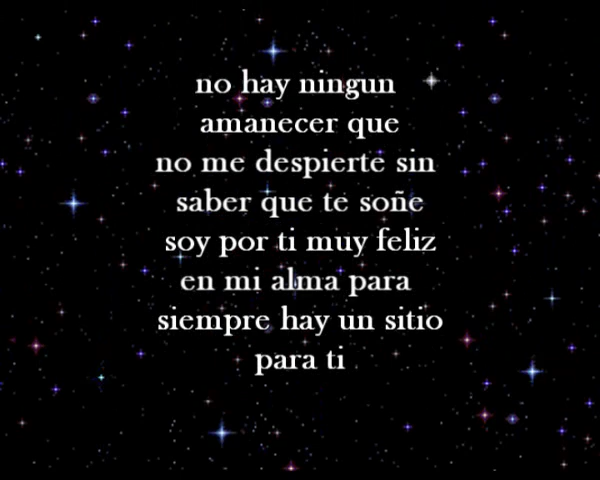 no hay ningun
amanecer que
no me despierte sin
saber que te soñe
soy por ti muy feliz
en mi alma para
siempre hay un sitio
para ti